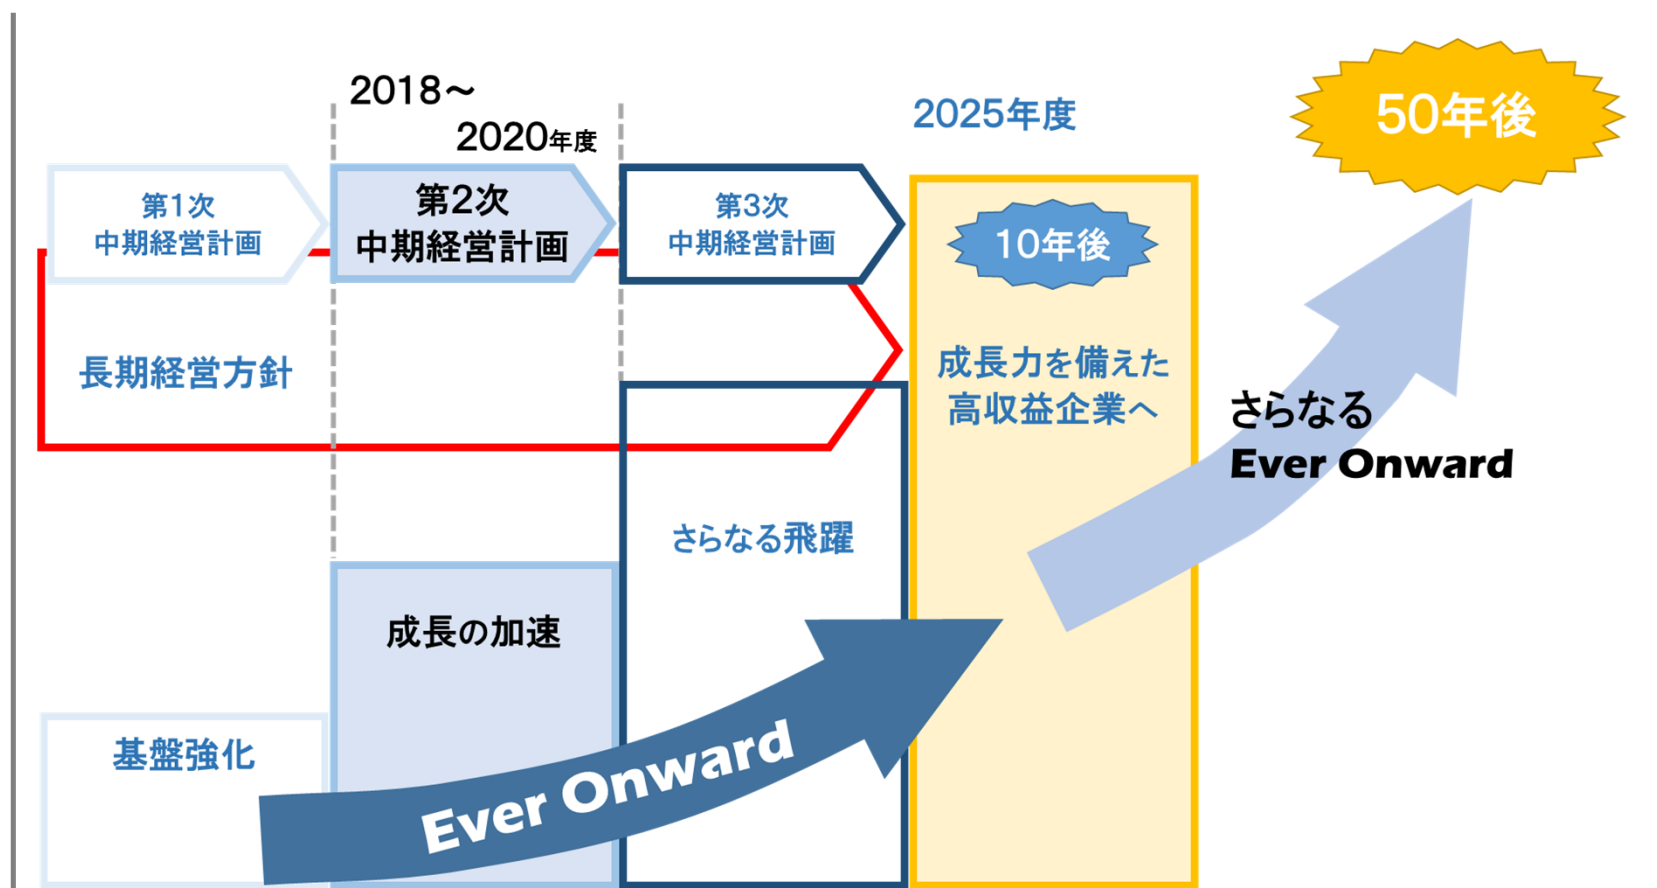 2018～
2020年度
2025年度
50年後
第1次
中期経営計画
第2次
中期経営計画
第3次
中期経営計画
10年後
長期経営方針
成長力を備えた
高収益企業へ
さらなる
Ever Onward
さらなる飛躍
成長の加速
基盤強化
Ever Onward